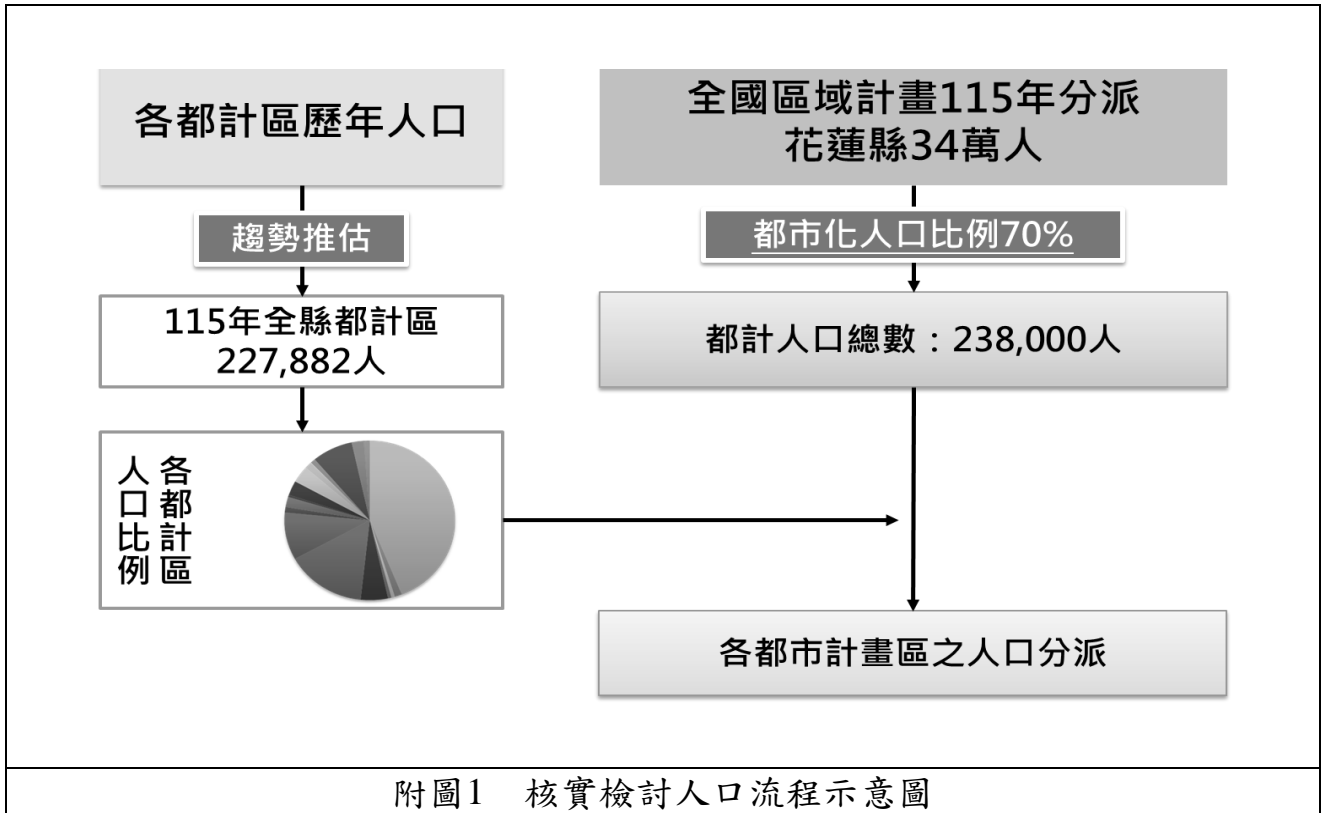 各都計區歷年人口
趨勢推估
115年全縣都計區
227,882人
各都計區
人口比例
全國區域計畫115年分派
花蓮縣34萬人
都市化人口比例70%
都計人口總數：238,000人
各都市計畫區之人口分派
附圖1　核實檢討人口流程示意圖